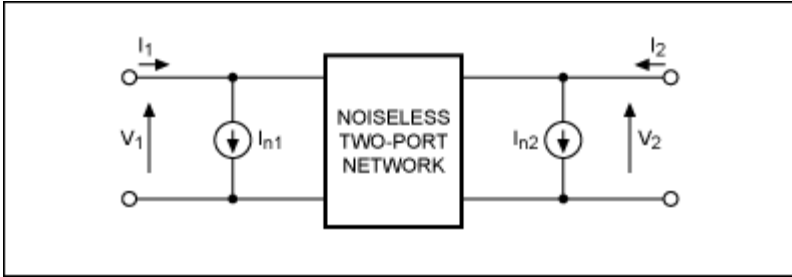 I1
I2
V1
In1
NOISELESS
TWO-PORT
NETWORK
In2
V2